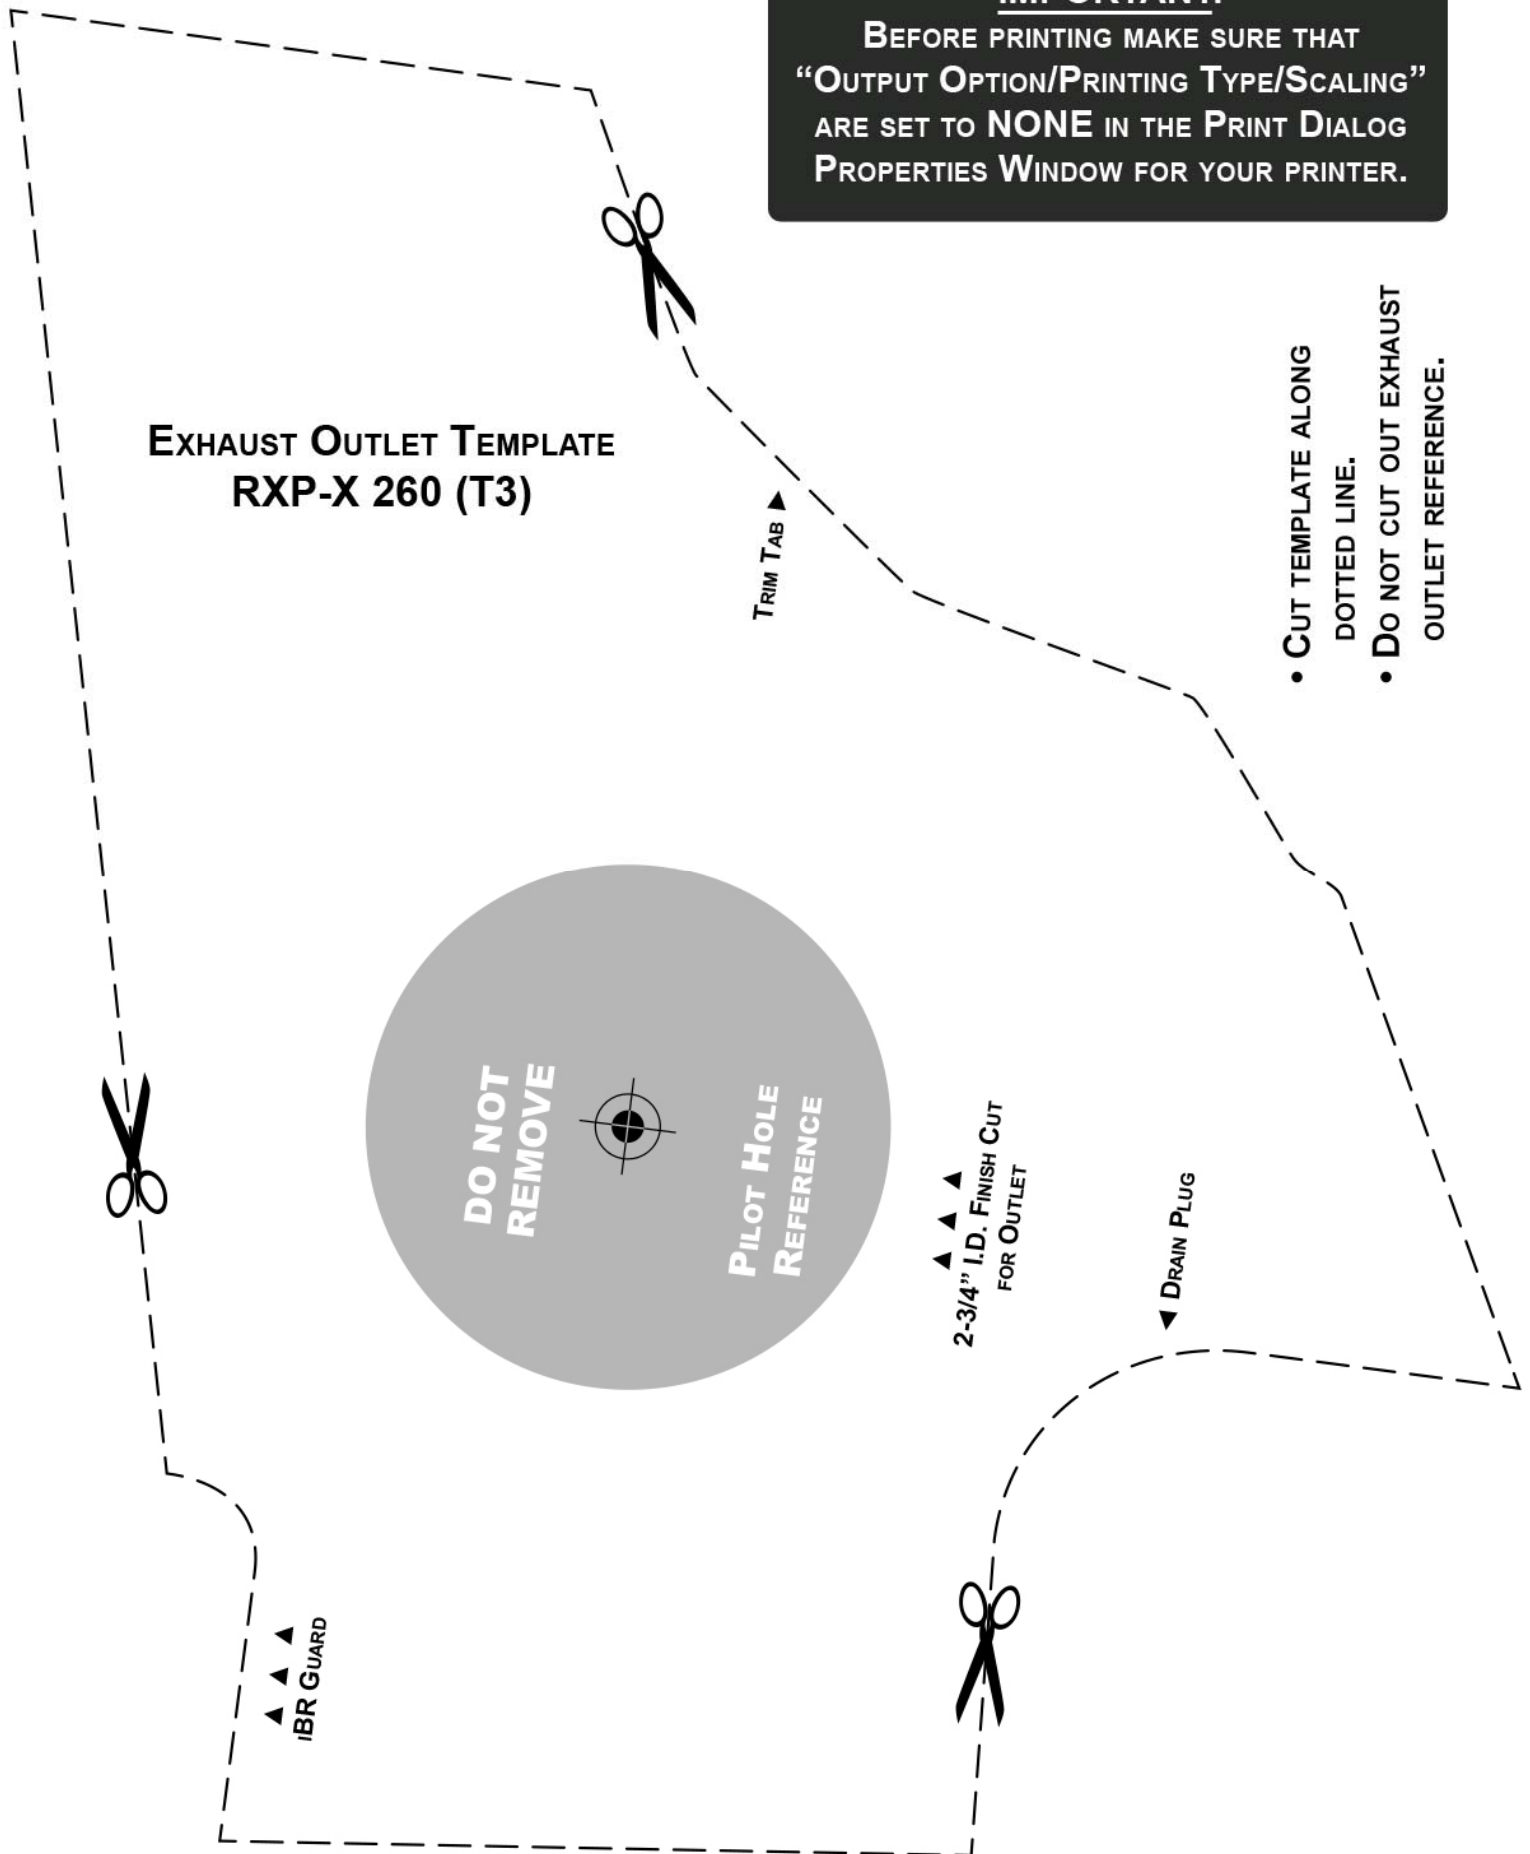 IMPORTANT:
BEFORE PRINTING MAKE SURE THAT
“OUTPUT OPTION/PRINTING TYPE/SCALING”
ARE SET TO NONE IN THE PRINT DIALOG
PROPERTIES WINDOW FOR YOUR PRINTER.
EXHAUST OUTLET TEMPLATE
RXP-X 260 (T3)
TRIM TAB
• CUT TEMPLATE ALONG
DOTTED LINE.
• DO NOT CUT OUT EXHAUST
OUTLET REFERENCE.
DO NOT
REMOVE
PILOT HOLE
REFERENCE
2-3/4” I.D. FINISH CUT
FOR OUTLET
DRAIN PLUG
IBR GUARD